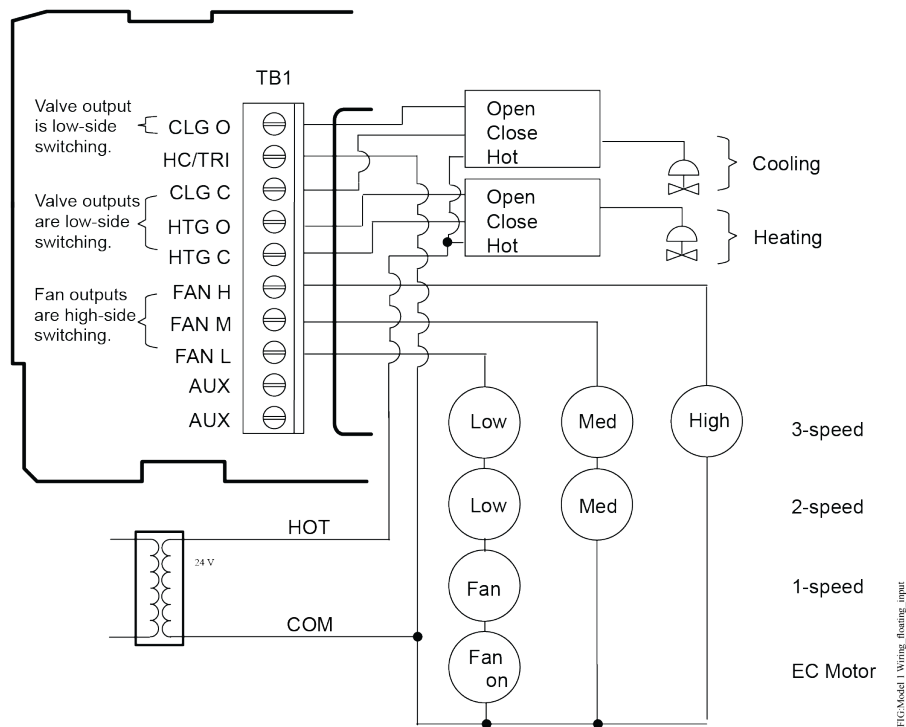 TB1
Valve output
is low-side
switching.
CLG O
HC/TRI
CLG C
Valve outputs
are low-side
switching.
HTG O
HTG C
FAN H
Fan outputs
are high-side
switching.
FAN M
FAN L
AUX
AUX
Open
Close
Hot
Cooling
Open
Close
Hot
Heating
Low
Med
High
3-speed
Low
Med
2-speed
Fan
1-speed
Fan
on
EC Motor
HOT
24 V
COM
FIG:Model 1 Wiring_floating_input